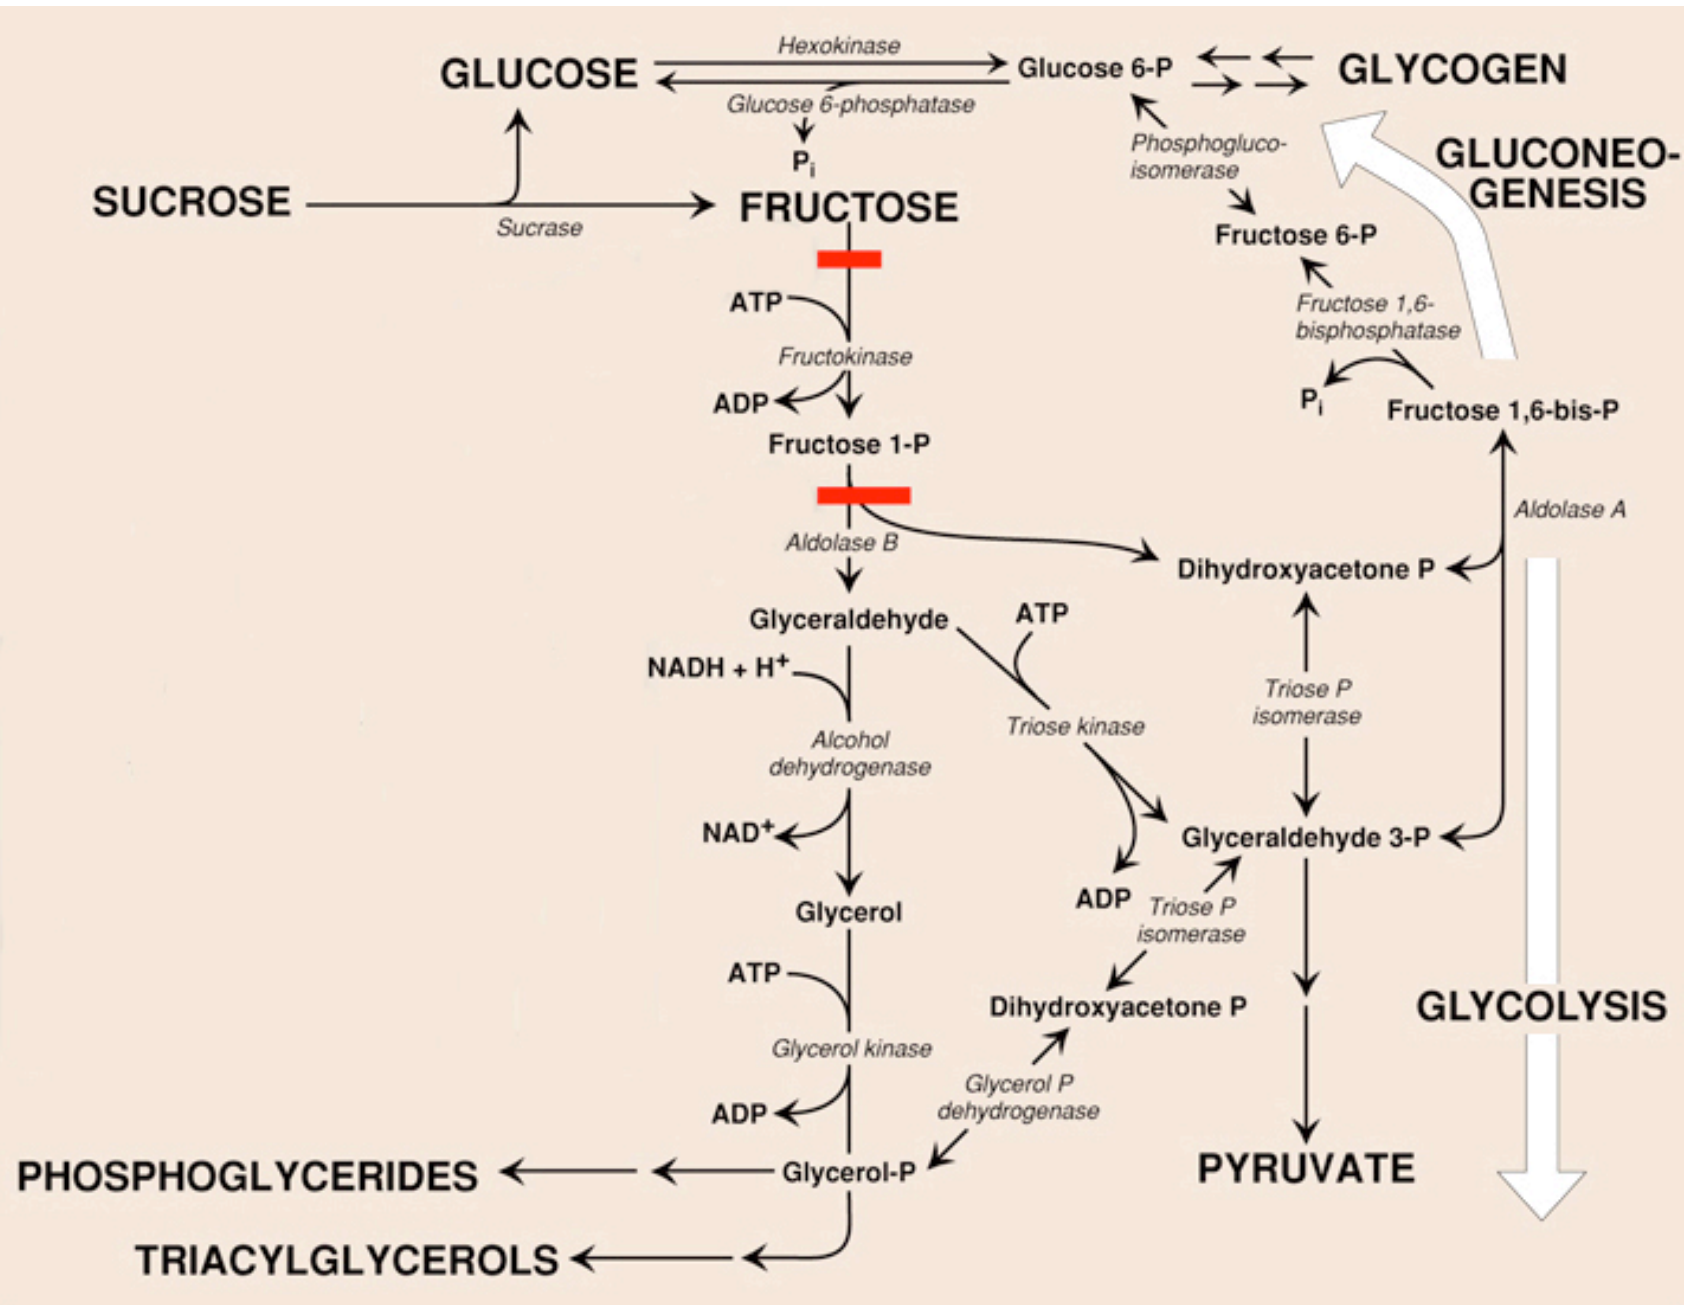 Hexokinase
GLUCOSE
Glucose 6-P
GLYCOGEN
Glucose 6-phosphatase
Pi
Phosphogluco-
isomerase
GLUCONEO-
GENESIS
SUCROSE
Sucrase
FRUCTOSE
Fructose 6-P
ATP
Fructokinase
ADP
Fructose 1,6-
bisphosphatase
Pi
Fructose 1,6-bis-P
Fructose 1-P
Aldolase A
Aldolase B
Dihydroxyacetone P
Glyceraldehyde
ATP
NADH + H+
Triose P
isomerase
Triose kinase
Alcohol
dehydrogenase
NAD+
Glyceraldehyde 3-P
ADP
Triose P
isomerase
Glycerol
ATP
Dihydroxyacetone P
GLYCOLYSIS
Glycerol kinase
Glycerol P
dehydrogenase
ADP
PHOSPHOGLYCERIDES
Glycerol-P
PYRUVATE
TRIACYLGLYCEROLS